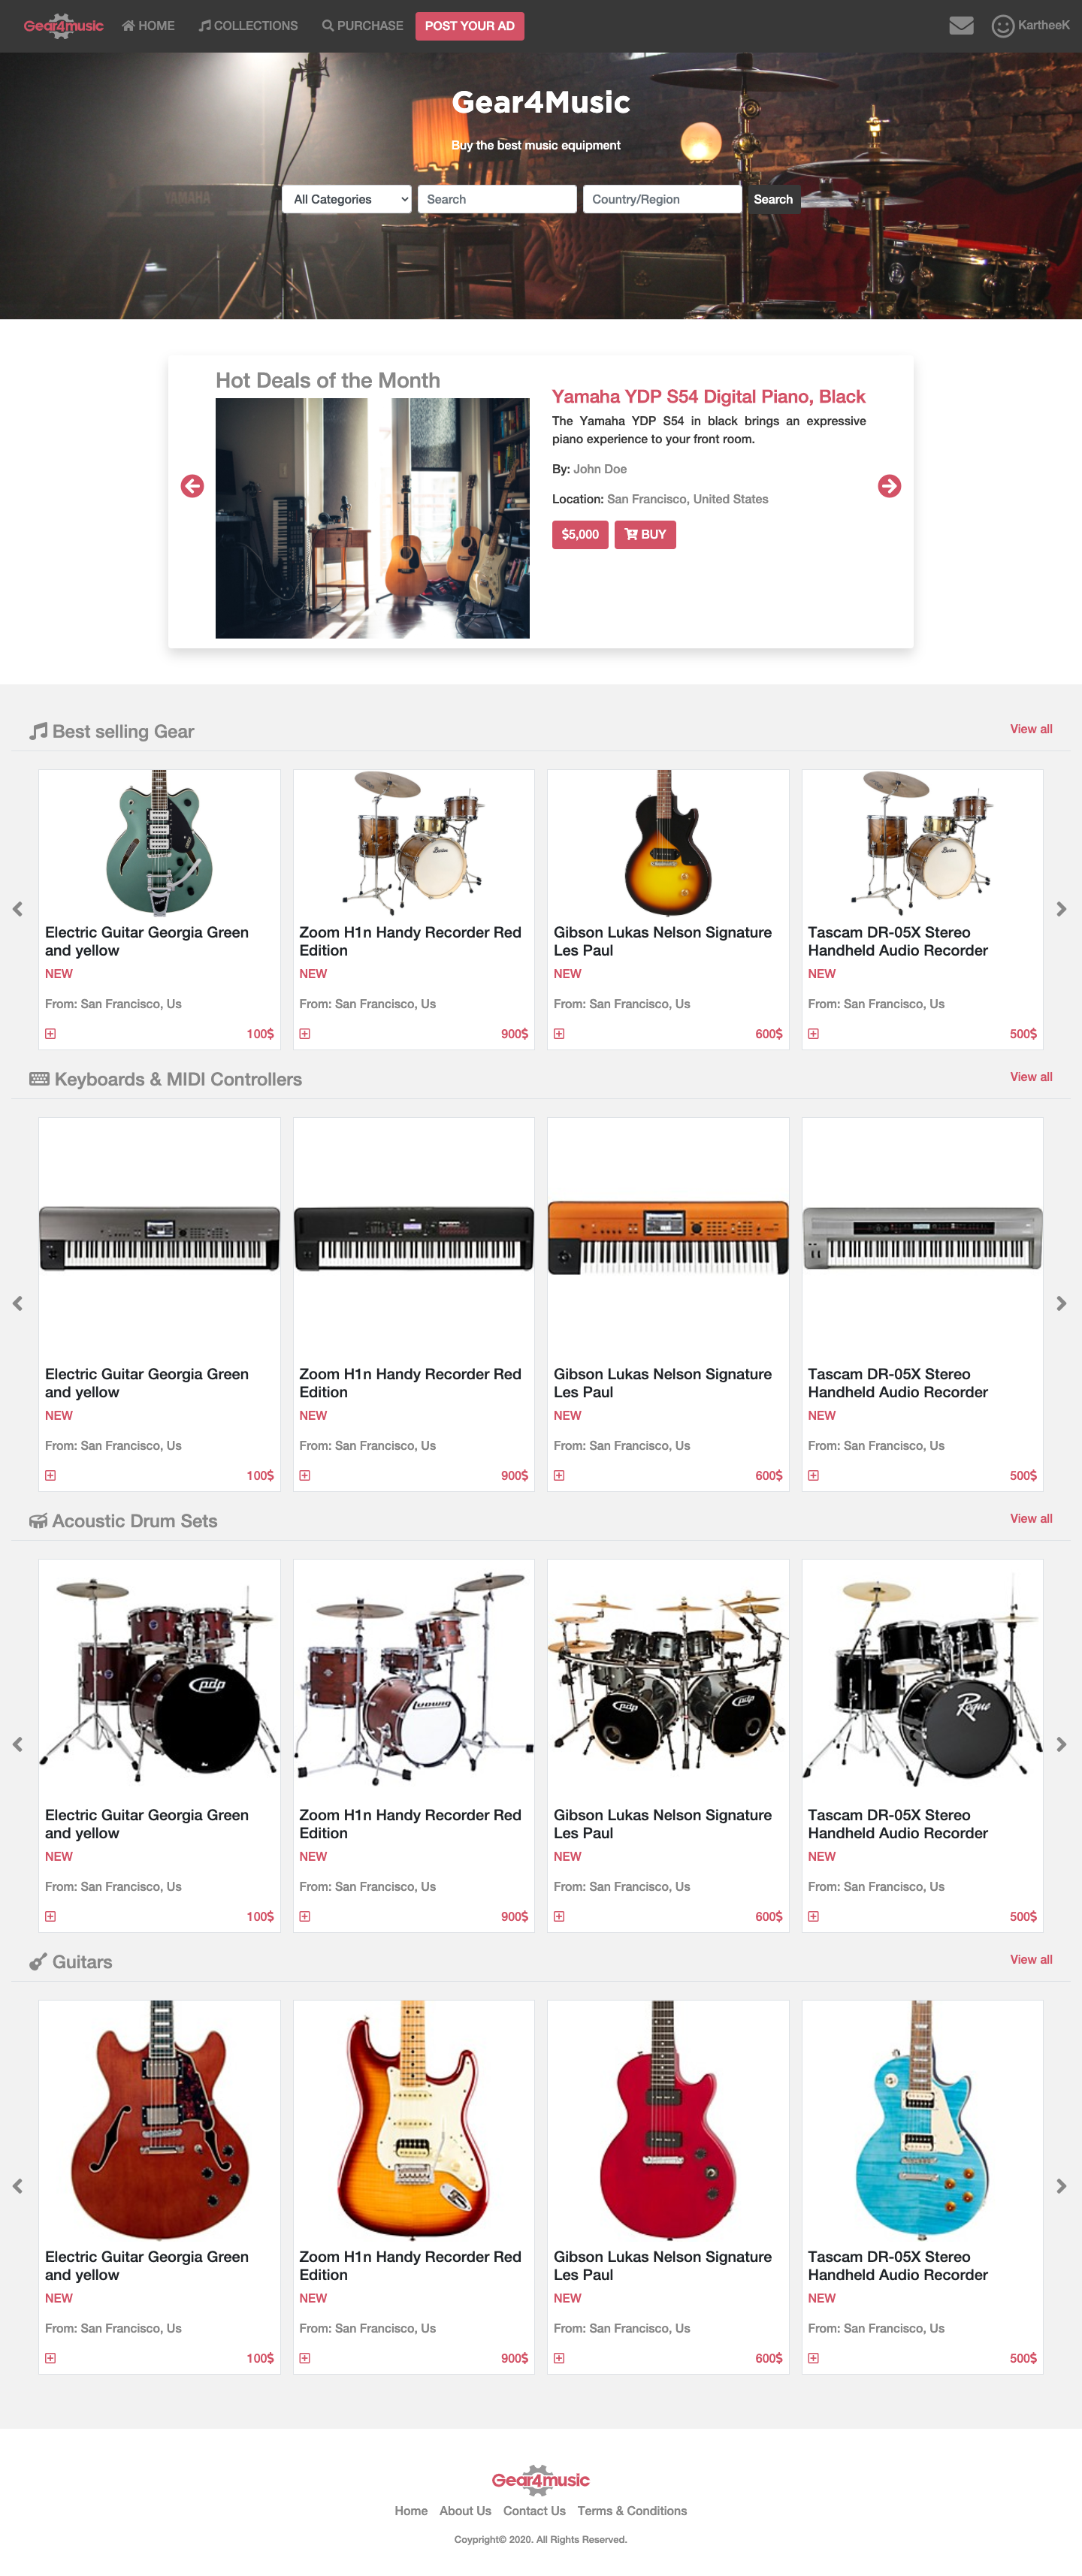 Gear4music HOME COLLECTIONS PURCHASE POST YOUR AD KartheeK
Gear4Music
Buy the best music equipment
YAMAHA
All Categories Search Country/Region Search
Hot Deals of the Month
Yamaha YDP S54 Digital Piano, Black
The Yamaha YDP S54 in black brings an expressive
piano experience to your front room.
By: John Doe
Location: San Francisco, United States
$5,000 BUY
Best selling Gear View all
Electric Guitar Georgia Green
and yellow
NEW
From: San Francisco, Us
100$
Zoom H1n Handy Recorder Red
Edition
NEW
From: San Francisco, Us
900$
Gibson Lukas Nelson Signature
Les Paul
NEW
From: San Francisco, Us
600$
Tascam DR-05X Stereo
Handheld Audio Recorder
NEW
From: San Francisco, Us
500$
Keyboards & MIDI Controllers View all
Electric Guitar Georgia Green
and yellow
NEW
From: San Francisco, Us
100$
Zoom H1n Handy Recorder Red
Edition
NEW
From: San Francisco, Us
900$
Gibson Lukas Nelson Signature
Les Paul
NEW
From: San Francisco, Us
600$
Tascam DR-05X Stereo
Handheld Audio Recorder
NEW
From: San Francisco, Us
500$
Acoustic Drum Sets View all
pdp
Electric Guitar Georgia Green
and yellow
NEW
From: San Francisco, Us
100$
Ludwig
Zoom H1n Handy Recorder Red
Edition
NEW
From: San Francisco, Us
900$
pdp pdp
Gibson Lukas Nelson Signature
Les Paul
NEW
From: San Francisco, Us
600$
Rogue
Tascam DR-05X Stereo
Handheld Audio Recorder
NEW
From: San Francisco, Us
500$
Guitars View all
Electric Guitar Georgia Green
and yellow
NEW
From: San Francisco, Us
100$
Zoom H1n Handy Recorder Red
Edition
NEW
From: San Francisco, Us
900$
Gibson Lukas Nelson Signature
Les Paul
NEW
From: San Francisco, Us
600$
Tascam DR-05X Stereo
Handheld Audio Recorder
NEW
From: San Francisco, Us
500$
Gear4music
Home About Us Contact Us Terms & Conditions
Coypright© 2020. All Rights Reserved.